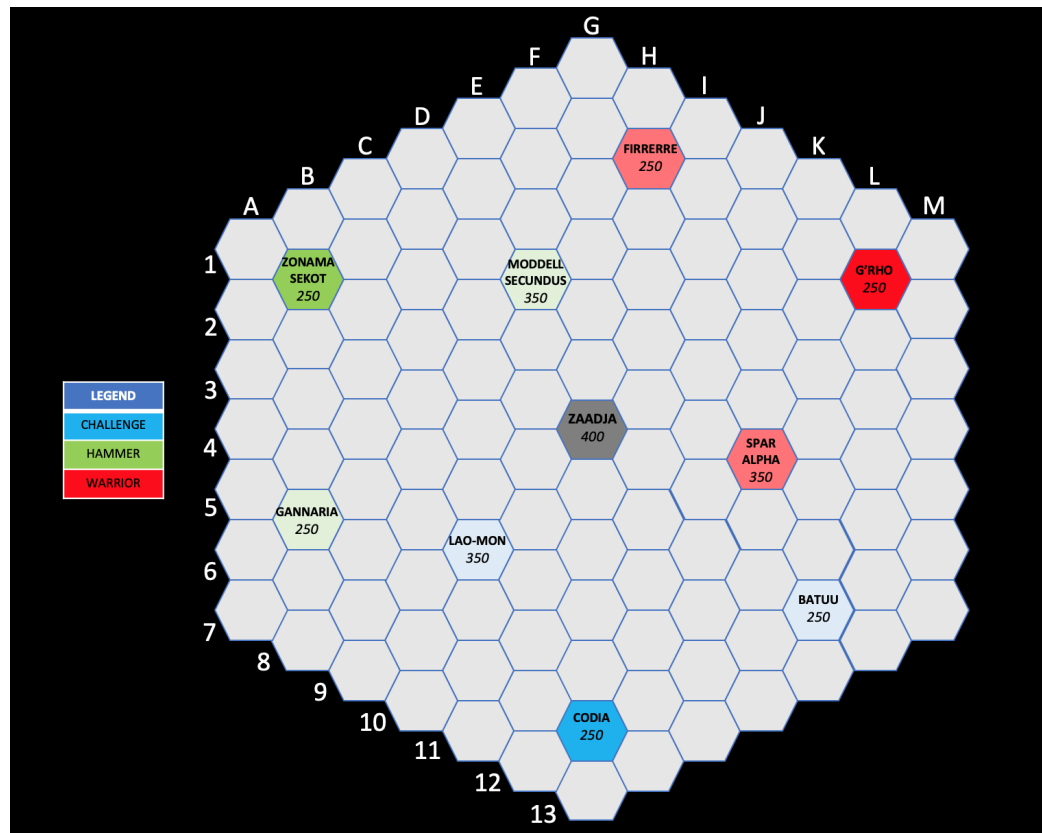 G
F
H
E
I
D
J
C
K
B
L
A
M
FIRRERRE
250
1
ZONAMA
SEKOT
250
MODDELL
SECUNDUS
350
G'RHO
250
2
3
LEGEND
CHALLENGE
HAMMER
WARRIOR
ZAADJA
400
4
SPAR
ALPHA
350
5
GANNARIA
250
LAO-MON
350
6
BATUU
250
7
8
9
10
CODIA
250
11
12
13